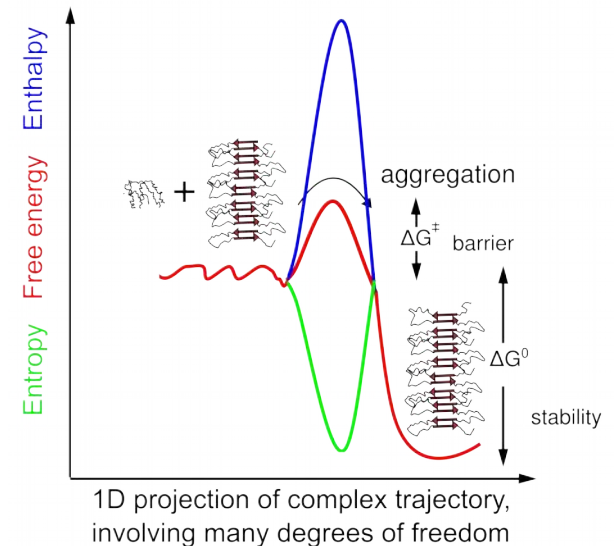 Enthalpy
Free energy
Entropy
+
aggregation
ΔG‡
barrier
ΔG⁰
stability
1D projection of complex trajectory,
involving many degrees of freedom